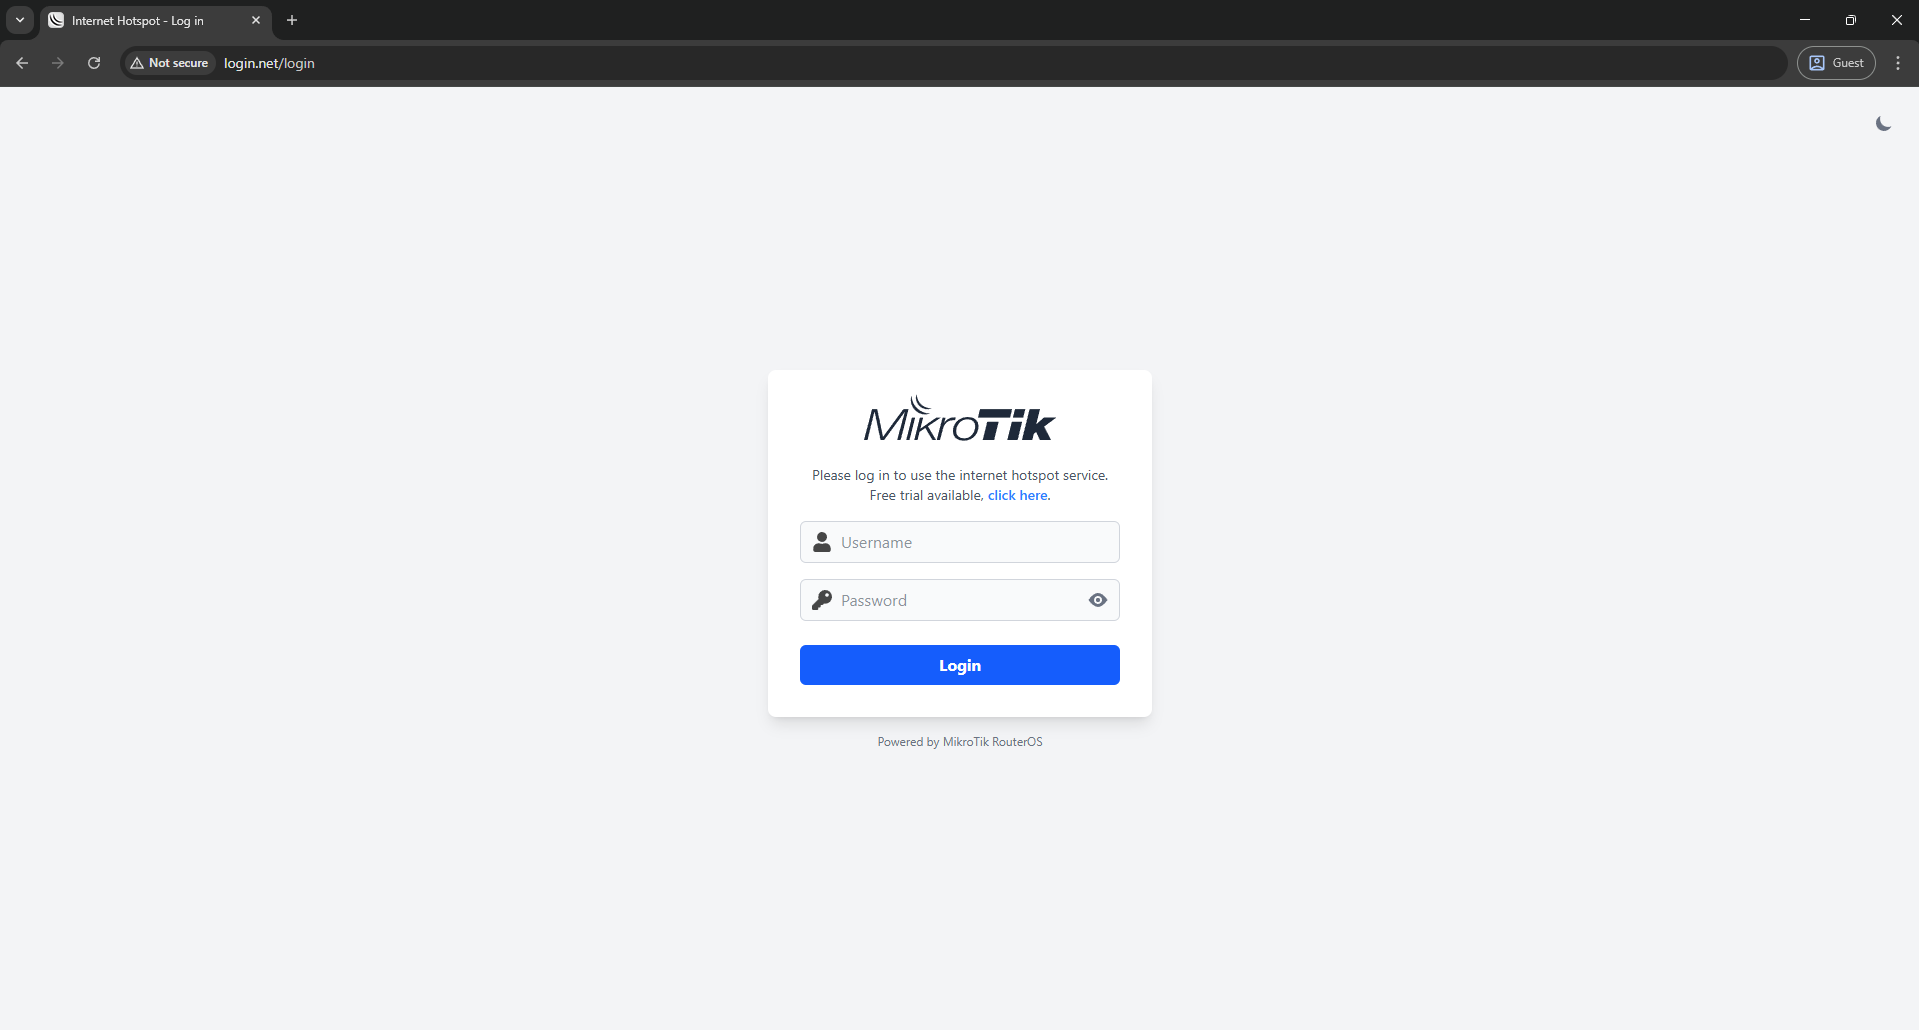 Internet Hotspot - Log in
Not secure
login.net/login
Guest
MikroTik
Please log in to use the internet hotspot service.
Free trial available, click here.
Username
Password
Login
Powered by MikroTik RouterOS